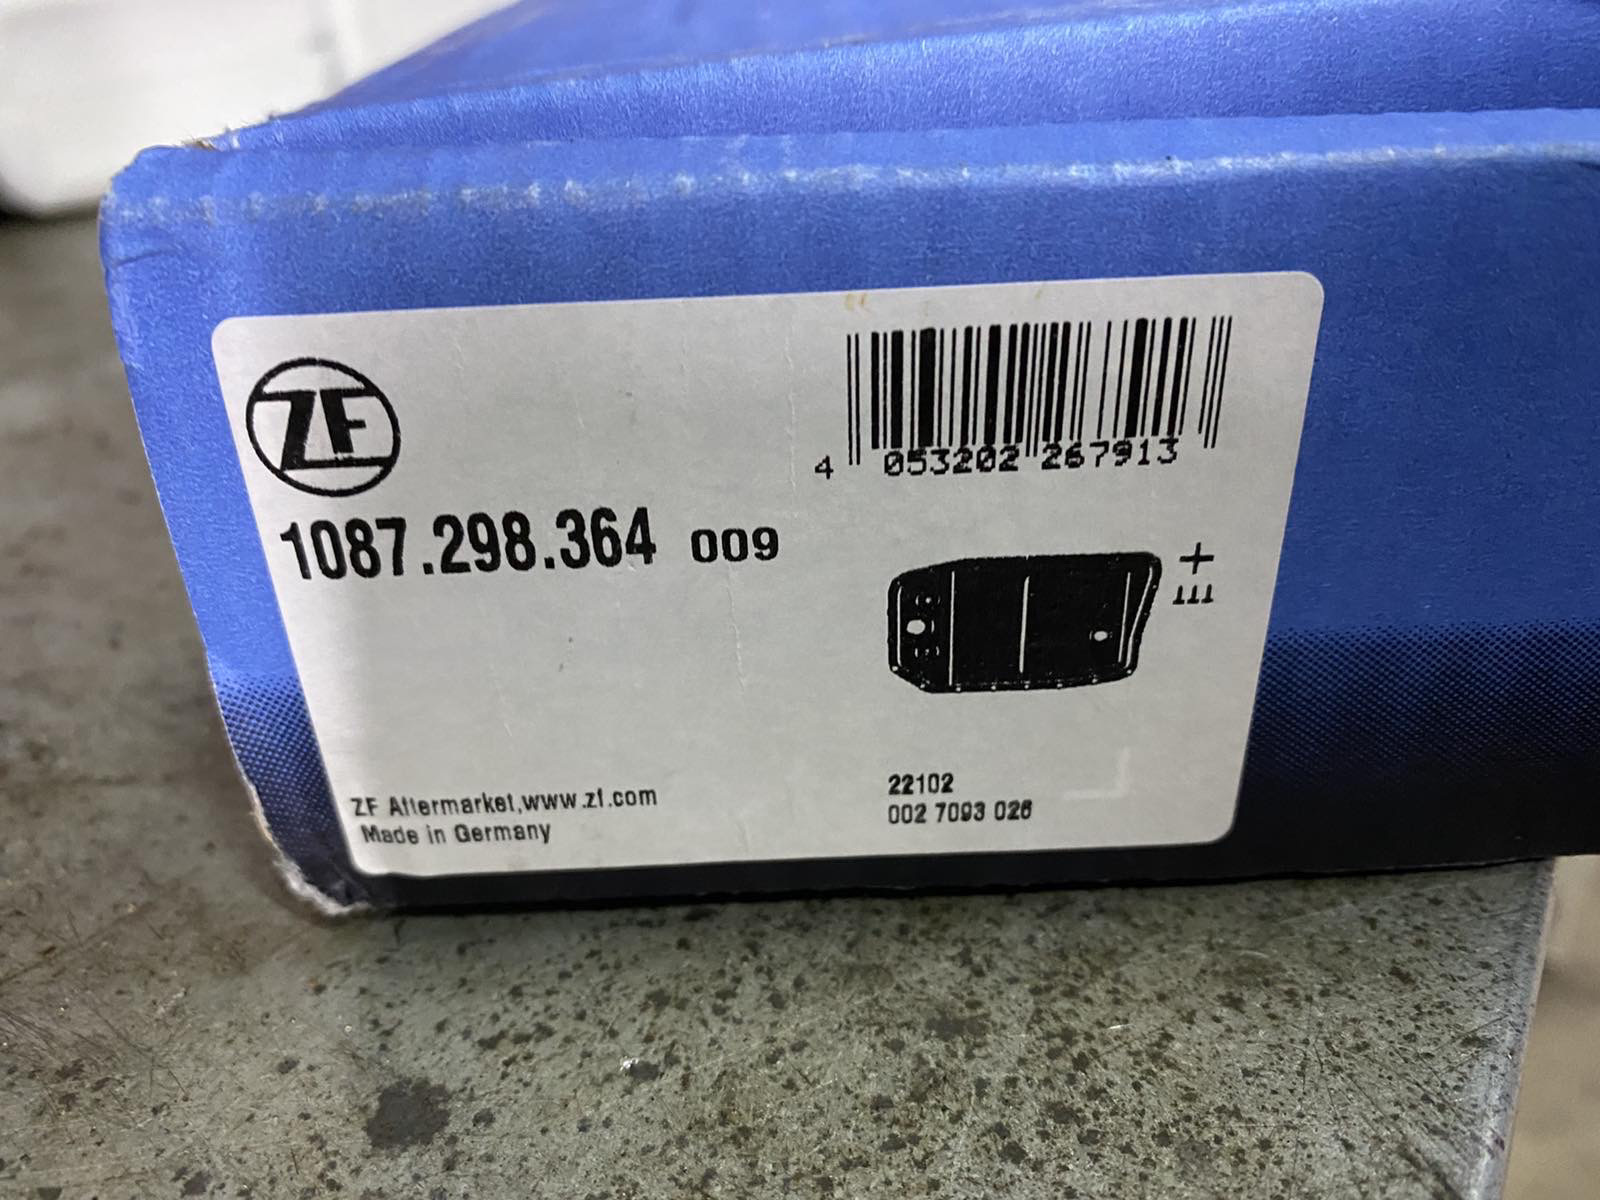 ZF
4 053202 267913
1087.298.364 009
22102
002 7093 026
ZF Aftermarket,www.zf.com
Made in Germany